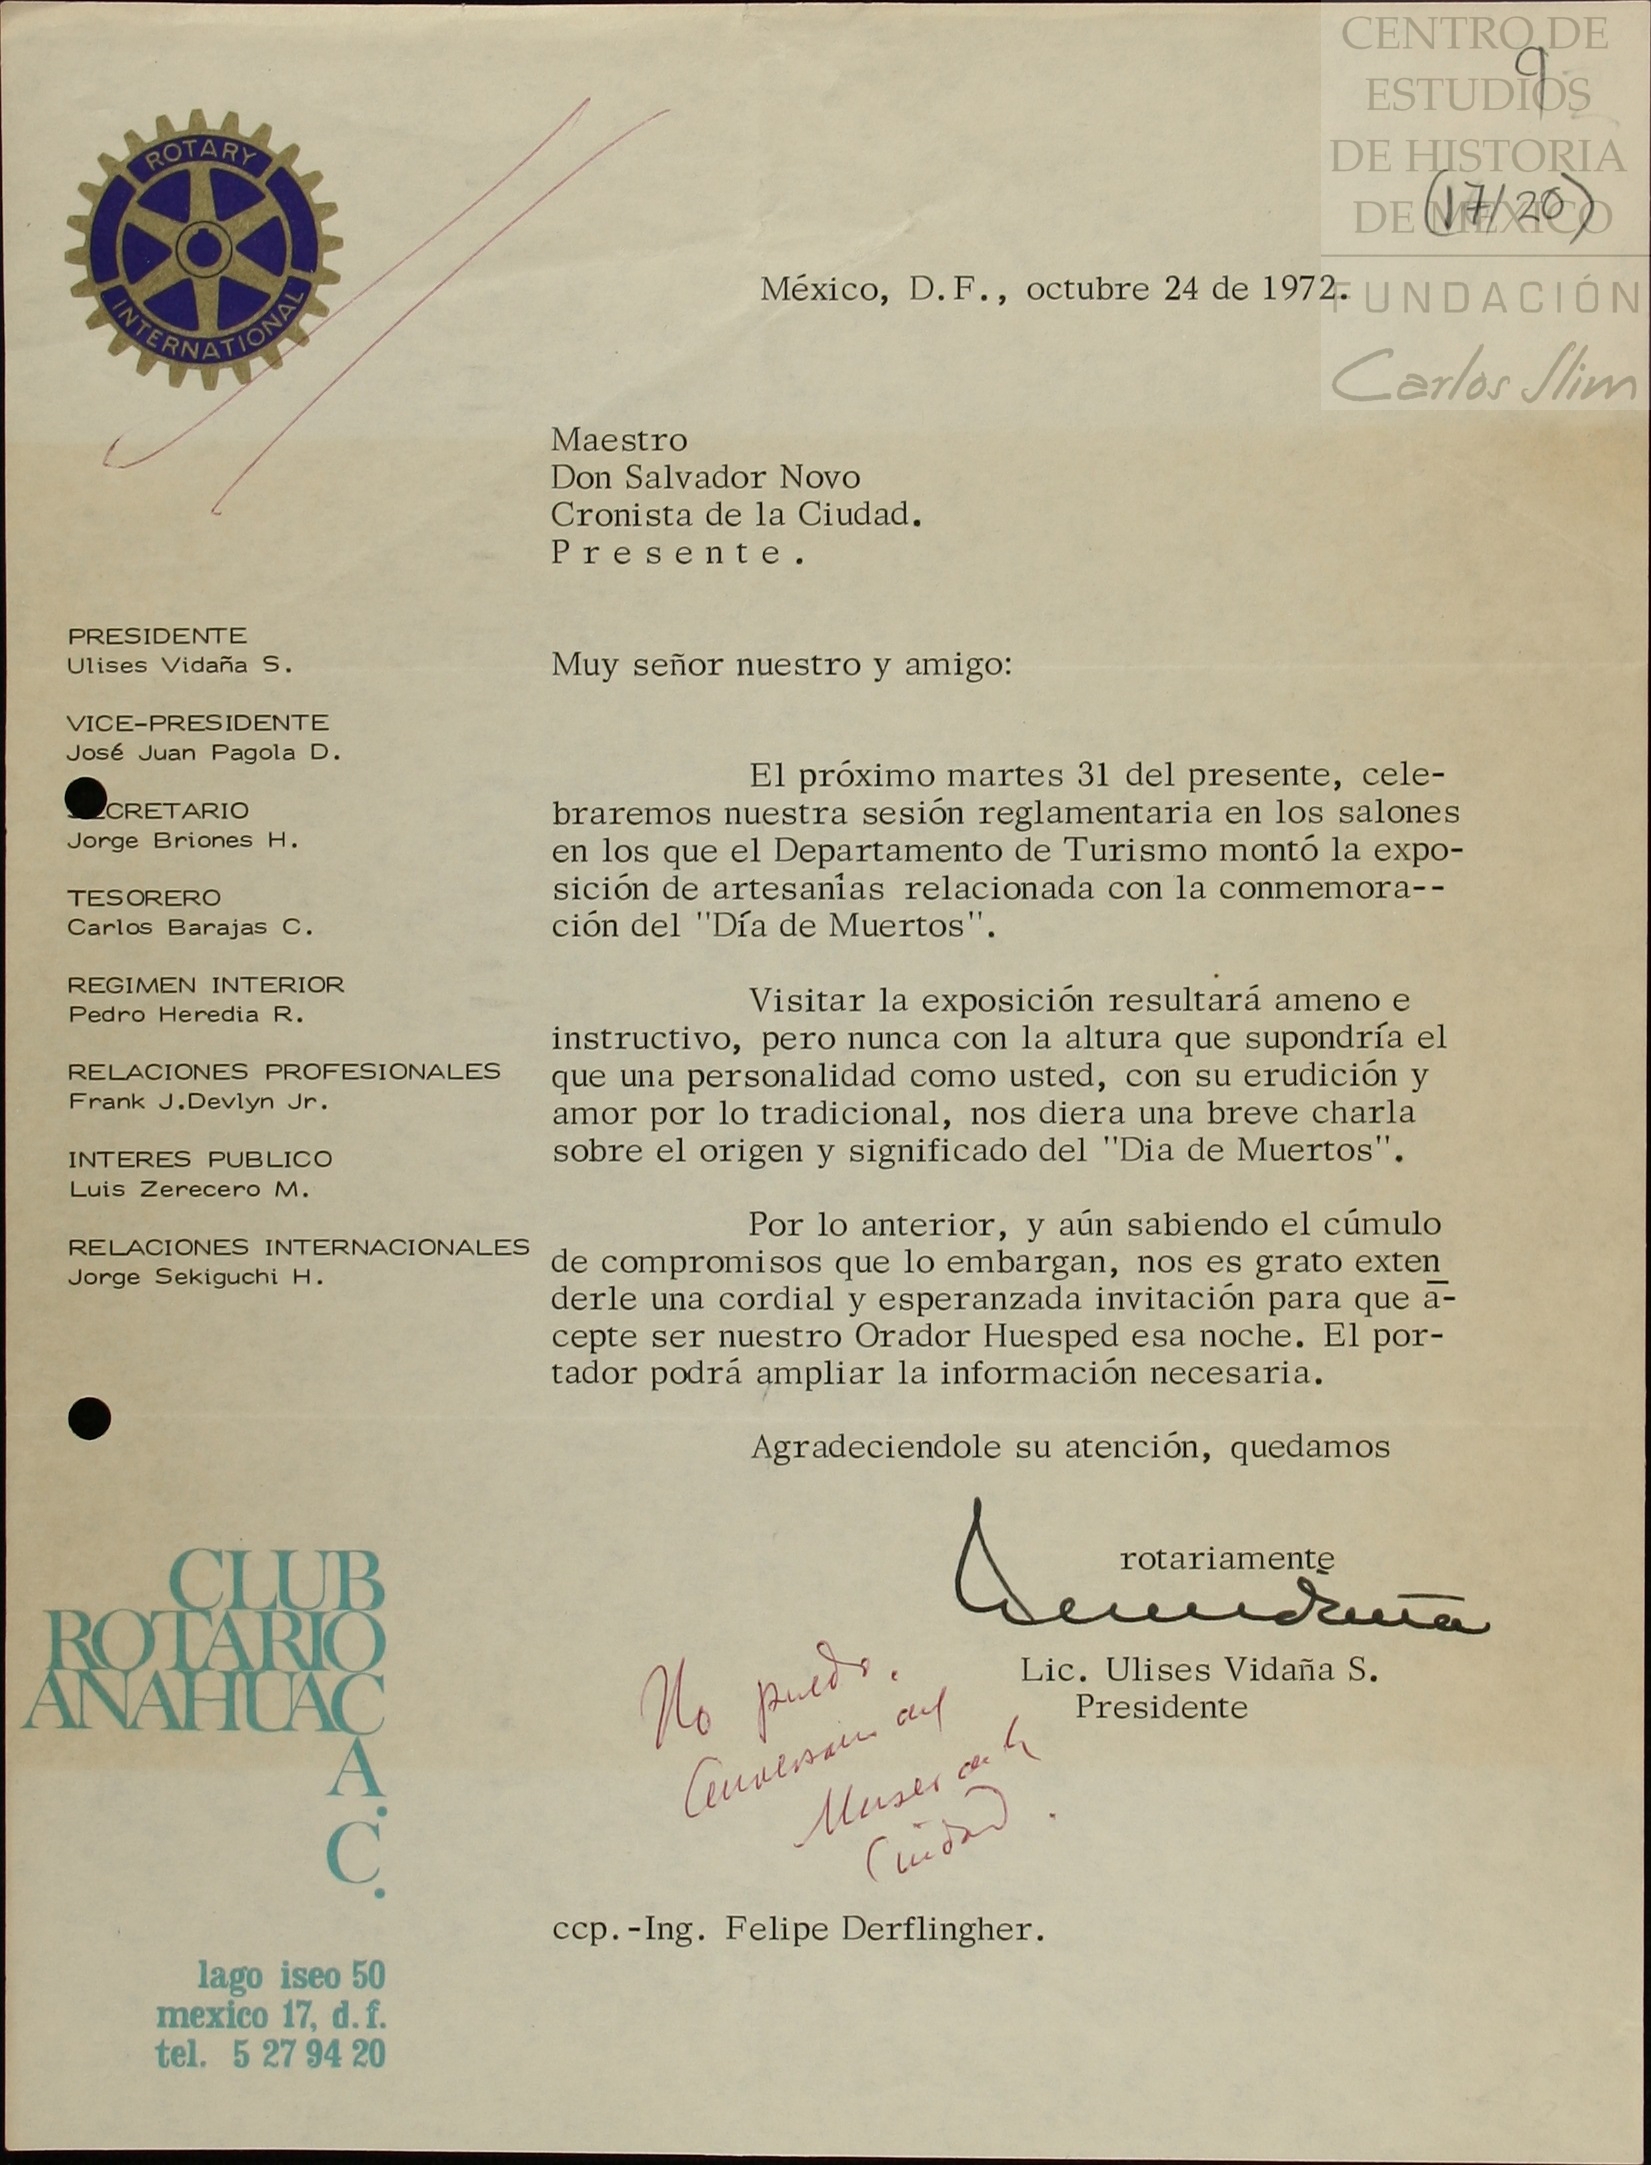 CENTRO DE
ESTUDIOS
DE HISTORIA
DE MÉXICO
FUNDACIÓN
Carlos Slim
9
(17/20)
ROTARY
INTERNATIONAL
México, D.F., octubre 24 de 1972.
Maestro
Don Salvador Novo
Cronista de la Ciudad.
P r e s e n t e .
PRESIDENTE
Ulises Vidaña S.
VICE-PRESIDENTE
José Juan Pagola D.
CRETARIO
Jorge Briones H.
TESORERO
Carlos Barajas C.
REGIMEN INTERIOR
Pedro Heredia R.
RELACIONES PROFESIONALES
Frank J.Devlyn Jr.
INTERES PUBLICO
Luis Zerecero M.
RELACIONES INTERNACIONALES
Jorge Sekiguchi H.
Muy señor nuestro y amigo:
El próximo martes 31 del presente, cele-
braremos nuestra sesión reglamentaria en los salones
en los que el Departamento de Turismo montó la expo-
sición de artesanías relacionada con la conmemora--
ción del "Día de Muertos".
Visitar la exposición resultará ameno e
instructivo, pero nunca con la altura que supondría el
que una personalidad como usted, con su erudición y
amor por lo tradicional, nos diera una breve charla
sobre el origen y significado del "Dia de Muertos".
Por lo anterior, y aún sabiendo el cúmulo
de compromisos que lo embargan, nos es grato exten
derle una cordial y esperanzada invitación para que a-
cepte ser nuestro Orador Huesped esa noche. El por-
tador podrá ampliar la información necesaria.
Agradeciendole su atención, quedamos
rotariamente
Lic. Ulises Vidaña S.
Presidente
No puedo.
del
Museo de la
Ciudad.
ccp.-Ing. Felipe Derflingher.
CLUB
ROTARIO
ANAHUAC
A.
C.
lago iseo 50
mexico 17, d.f.
tel. 5 27 94 20